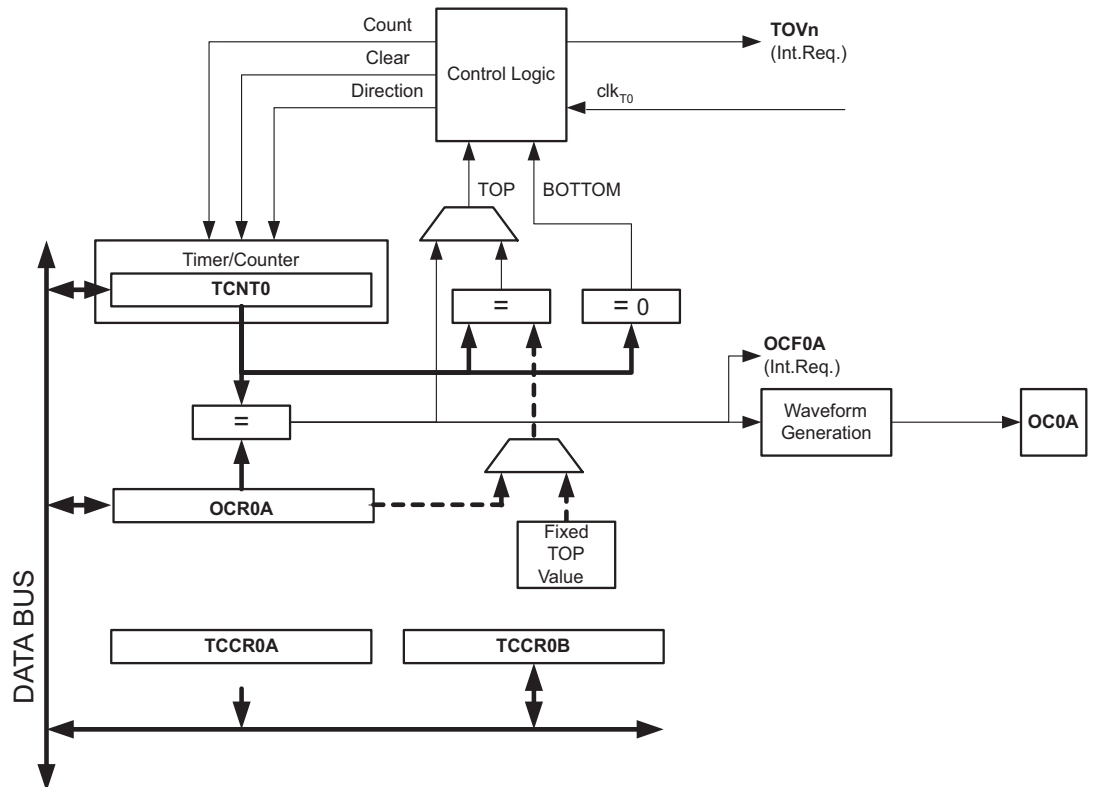 Count
Clear
Direction
Control Logic
TOVn
(Int.Req.)
clkT0
TOP
BOTTOM
Timer/Counter
TCNT0
=
= 0
OCF0A
(Int.Req.)
=
Waveform
Generation
OC0A
OCR0A
Fixed
TOP
Value
DATA BUS
TCCR0A
TCCR0B